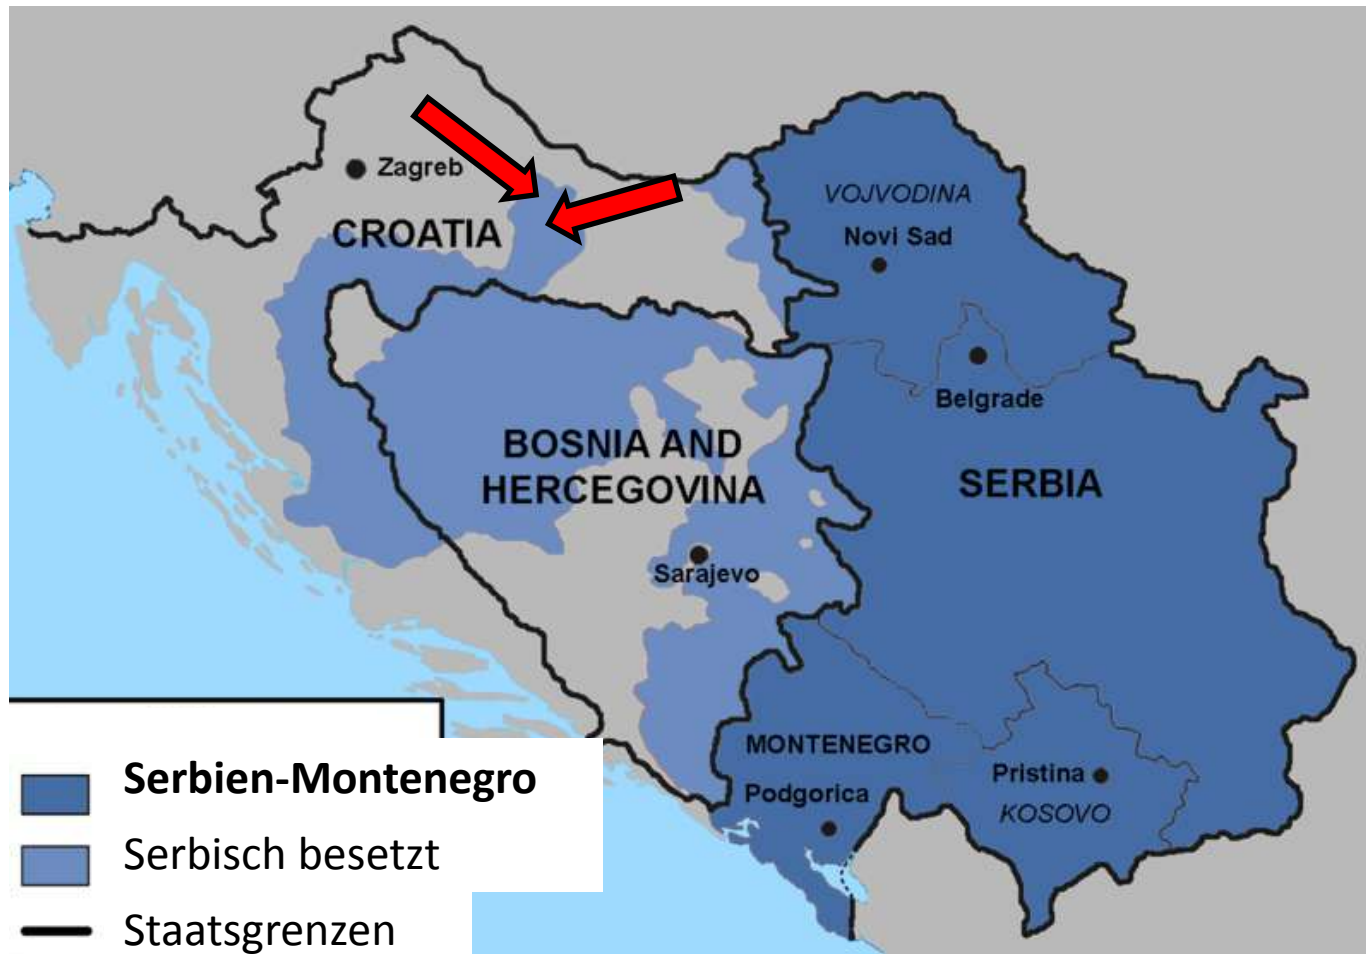 Zagreb
CROATIA
VOJVODINA
Novi Sad
Belgrade
BOSNIA AND
HERCEGOVINA
SERBIA
Sarajevo
MONTENEGRO
Podgorica
Pristina
KOSOVO
Serbien-Montenegro
Serbisch besetzt
Staatsgrenzen